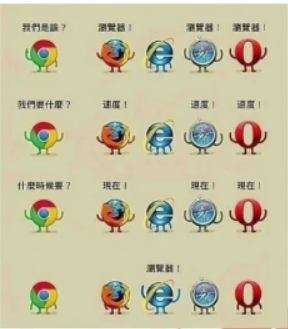 我們是誰？ 瀏覽器！ 瀏覽器！ 瀏覽器！
我們要什麼？ 速度！ 速度！ 速度！
什麼時候要？ 現在！ 現在！ 現在！
瀏覽器！